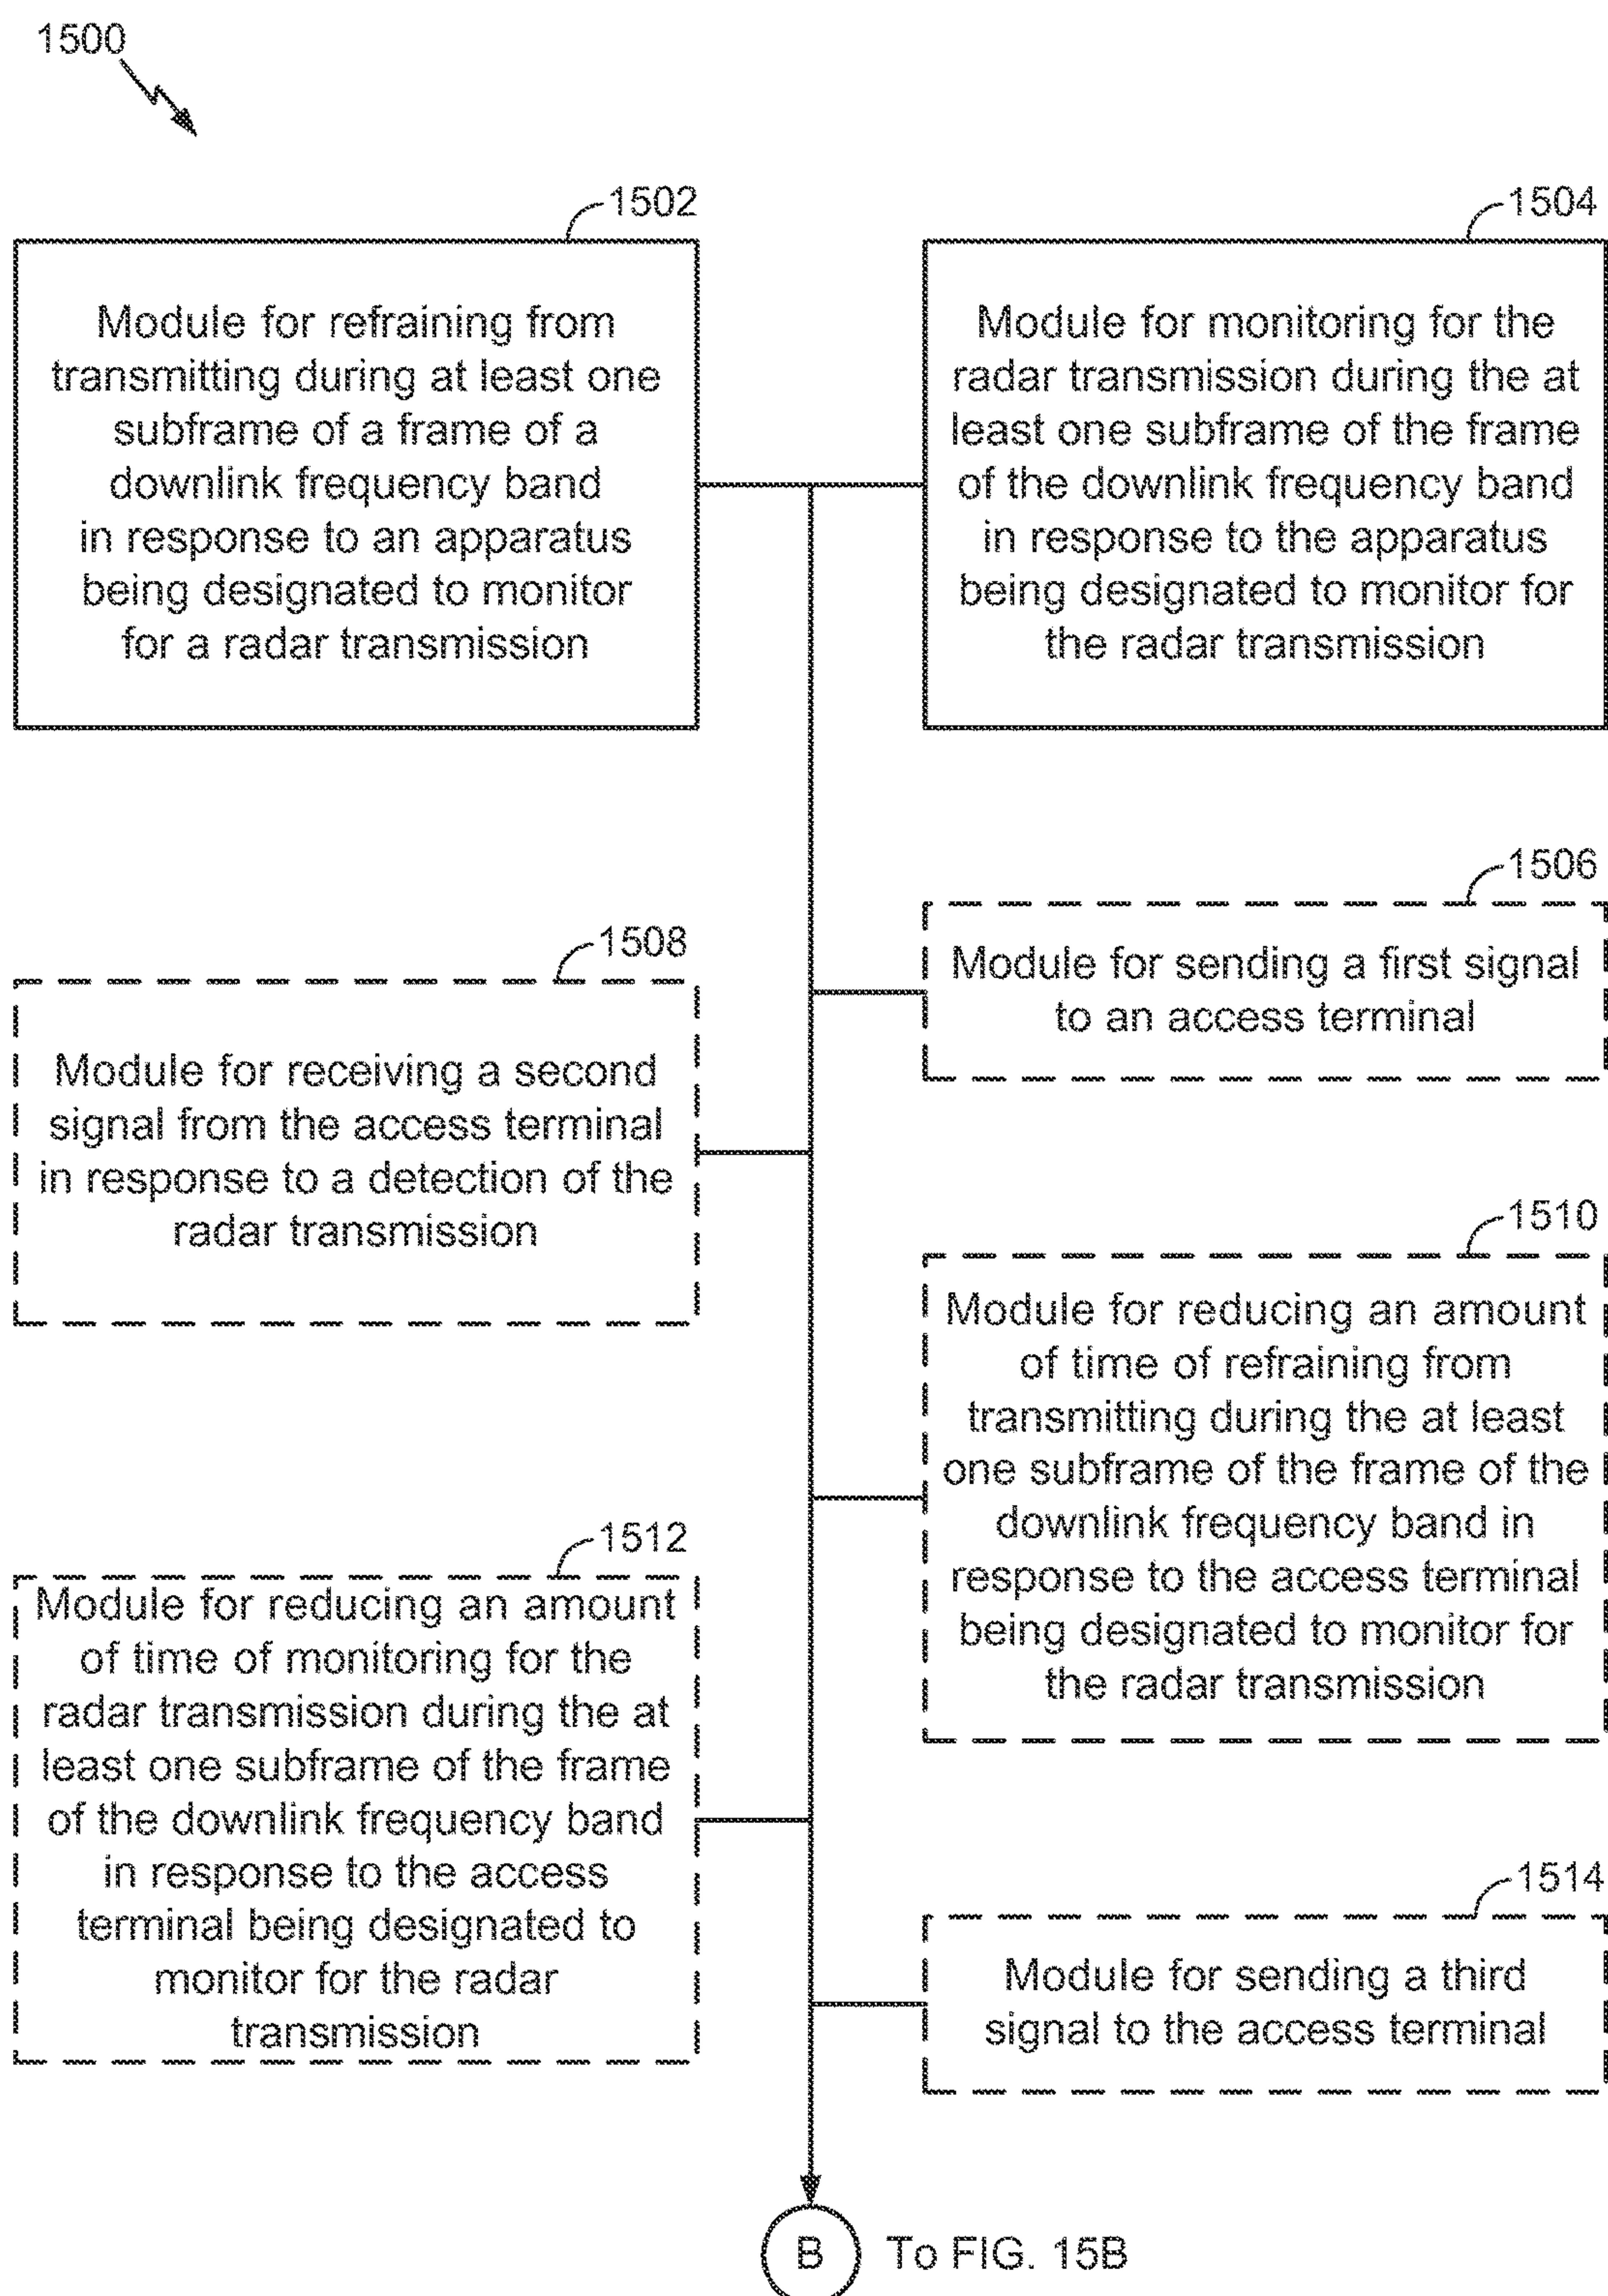 1500
1502
Module for refraining from
transmitting during at least one
subframe of a frame of a
downlink frequency band
in response to an apparatus
being designated to monitor
for a radar transmission
1504
Module for monitoring for the
radar transmission during the at
least one subframe of the frame
of the downlink frequency band
in response to the apparatus
being designated to monitor for
the radar transmission
1506
Module for sending a first signal
to an access terminal
1508
Module for receiving a second
signal from the access terminal
in response to a detection of the
radar transmission
1510
Module for reducing an amount
of time of refraining from
transmitting during the at least
one subframe of the frame of the
downlink frequency band in
response to the access terminal
being designated to monitor for
the radar transmission
1512
Module for reducing an amount
of time of monitoring for the
radar transmission during the at
least one subframe of the frame
of the downlink frequency band
in response to the access
terminal being designated to
monitor for the radar
transmission
1514
Module for sending a third
signal to the access terminal
B To FIG. 15B